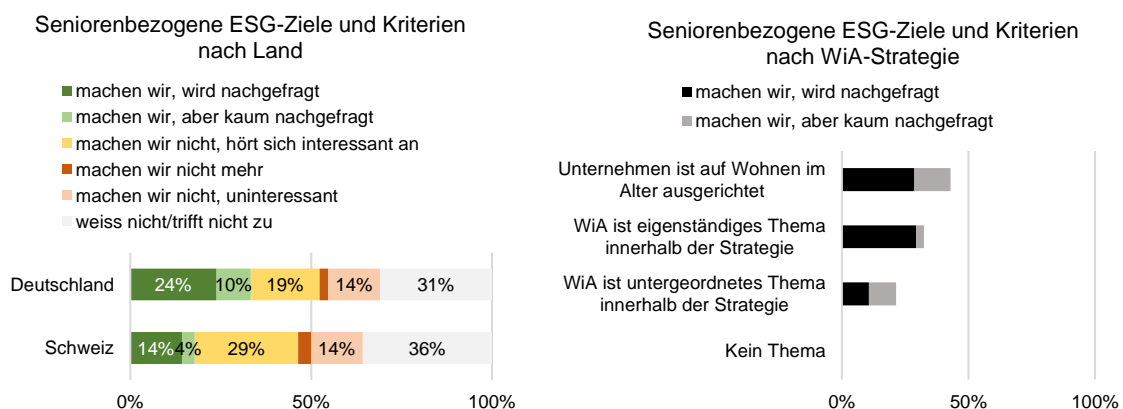 Seniorenbezogene ESG-Ziele und Kriterien
nach Land
machen wir, wird nachgefragt
machen wir, aber kaum nachgefragt
machen wir nicht, hört sich interessant an
machen wir nicht mehr
machen wir nicht, uninteressant
weiss nicht/trifft nicht zu
Deutschland 24% 10% 19% 14% 31%
Schweiz 14% 4% 29% 14% 36%
0% 50% 100%
Seniorenbezogene ESG-Ziele und Kriterien
nach WiA-Strategie
machen wir, wird nachgefragt
machen wir, aber kaum nachgefragt
Unternehmen ist auf Wohnen im
Alter ausgerichtet
WiA ist eigenständiges Thema
innerhalb der Strategie
WiA ist untergeordnetes Thema
innerhalb der Strategie
Kein Thema
0% 50% 100%